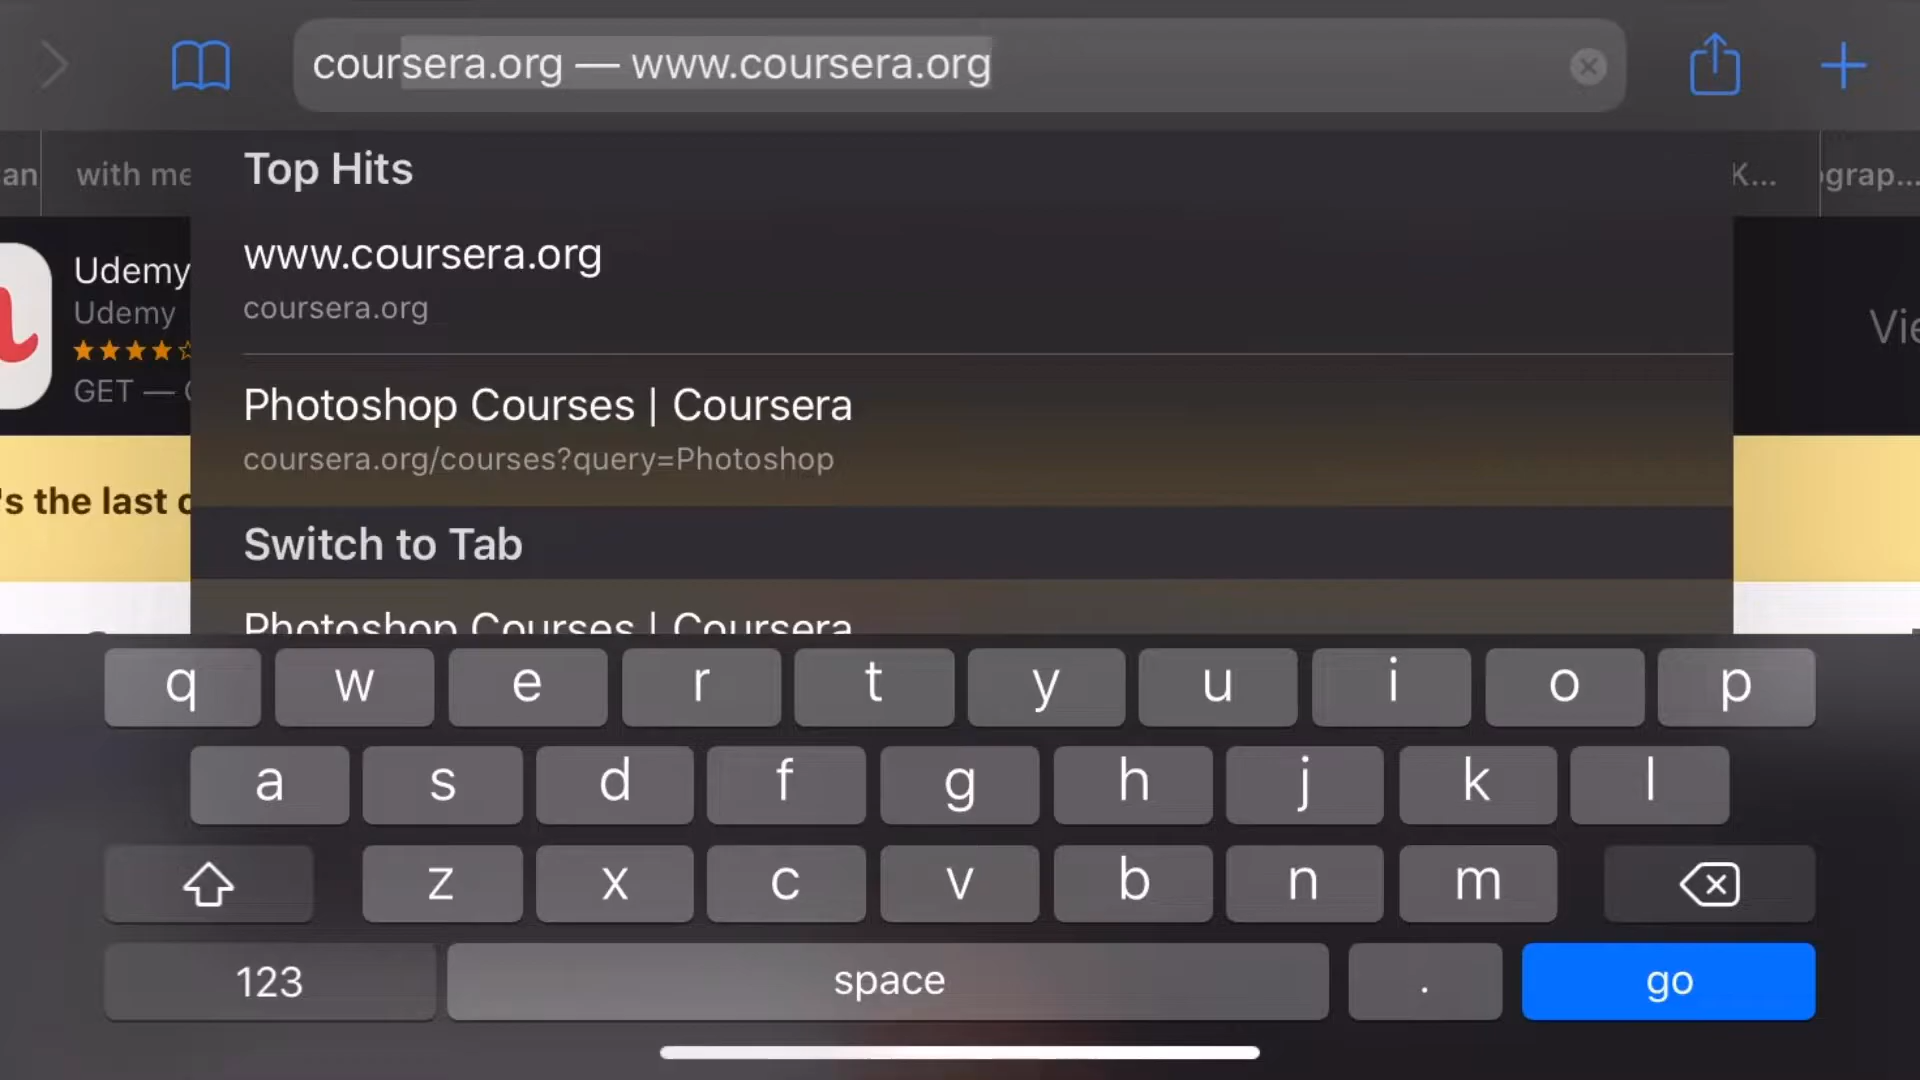 coursera.org — www.coursera.org
an
with me
Top Hits
K...
ograp...
www.coursera.org
coursera.org
Udemy
Udemy
GET —
Vie
Photoshop Courses | Coursera
coursera.org/courses?query=Photoshop
's the last
Switch to Tab
Photoshop Courses | Coursera
q w e r t y u i o p
a s d f g h j k l
z x c v b n m
123 space . go